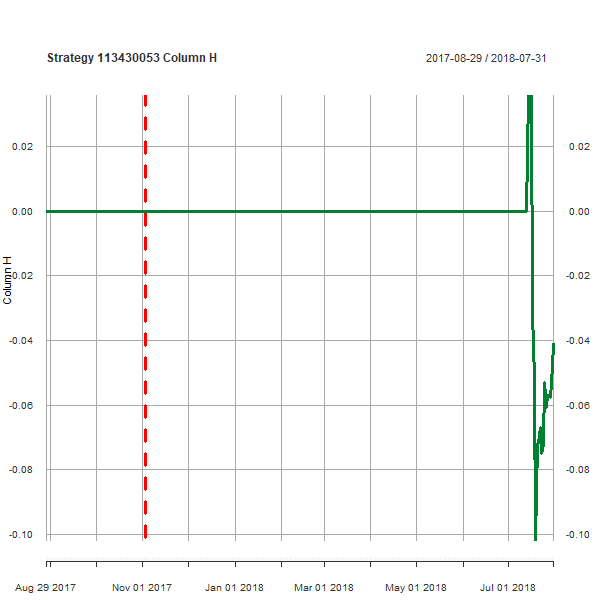 Strategy 113430053 Column H
2017-08-29 / 2018-07-31
0.02 0.02
0.00 0.00
-0.02 -0.02
-0.04 -0.04
-0.06 -0.06
-0.08 -0.08
-0.10 -0.10
Column H
Aug 29 2017 Nov 01 2017 Jan 01 2018 Mar 01 2018 May 01 2018 Jul 01 2018